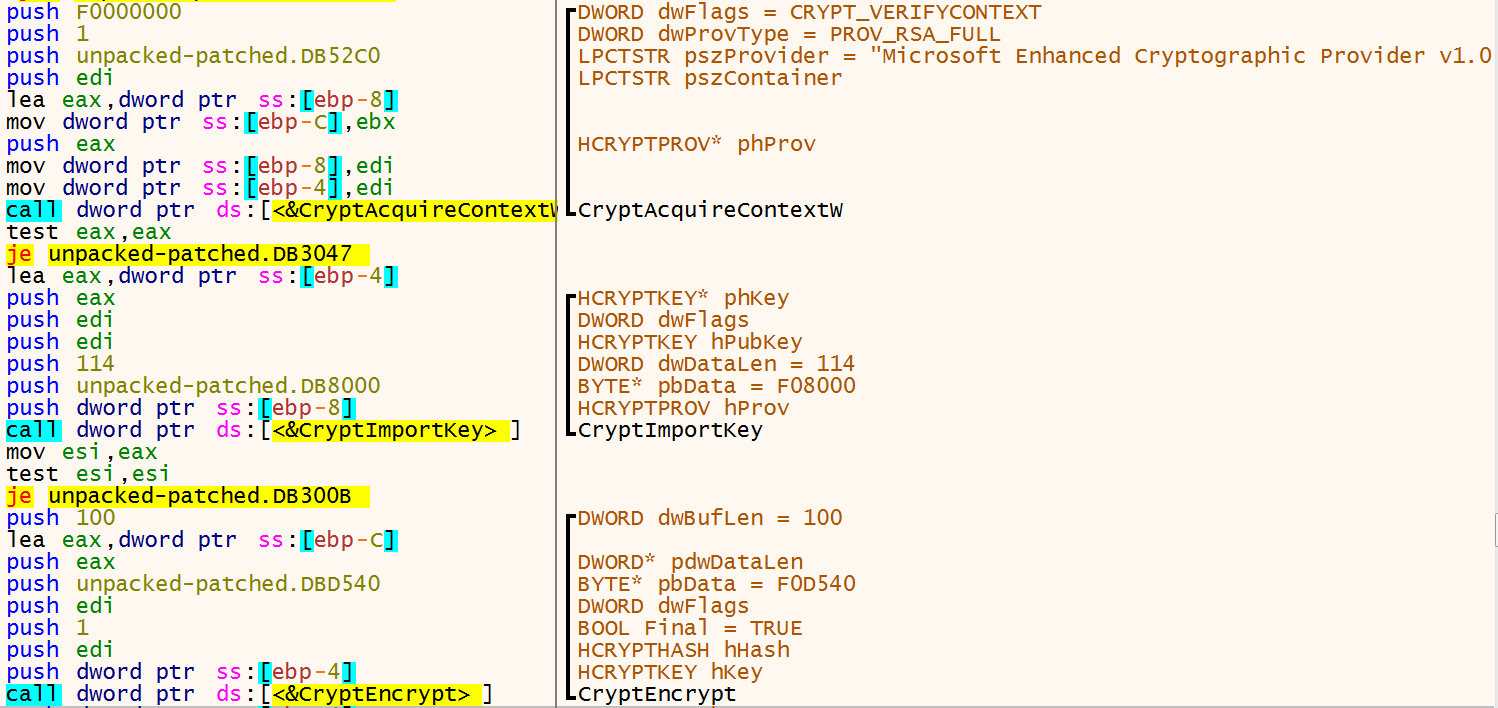 push F0000000 DWORD dwFlags = CRYPT_VERIFYCONTEXT
push 1 DWORD dwProvType = PROV_RSA_FULL
push unpacked-patched.DB52C0 LPCTSTR pszProvider = "Microsoft Enhanced Cryptographic Provider v1.0
push edi LPCTSTR pszContainer
lea eax,dword ptr ss:[ebp-8]
mov dword ptr ss:[ebp-C],ebx
push eax HCRYPTPROV* phProv
mov dword ptr ss:[ebp-8],edi
mov dword ptr ss:[ebp-4],edi
call dword ptr ds:[<&CryptAcquireContextW CryptAcquireContextW
test eax,eax
je unpacked-patched.DB3047
lea eax,dword ptr ss:[ebp-4]
push eax HCRYPTKEY* phKey
push edi DWORD dwFlags
push edi HCRYPTKEY hPubKey
push 114 DWORD dwDataLen = 114
push unpacked-patched.DB8000 BYTE* pbData = F08000
push dword ptr ss:[ebp-8] HCRYPTPROV hProv
call dword ptr ds:[<&CryptImportKey>] CryptImportKey
mov esi,eax
test esi,esi
je unpacked-patched.DB300B
push 100 DWORD dwBufLen = 100
lea eax,dword ptr ss:[ebp-C]
push eax DWORD* pdwDataLen
push unpacked-patched.DBD540 BYTE* pbData = F0D540
push edi DWORD dwFlags
push 1 BOOL Final = TRUE
push edi HCRYPTHASH hHash
push dword ptr ss:[ebp-4] HCRYPTKEY hKey
call dword ptr ds:[<&CryptEncrypt>] CryptEncrypt